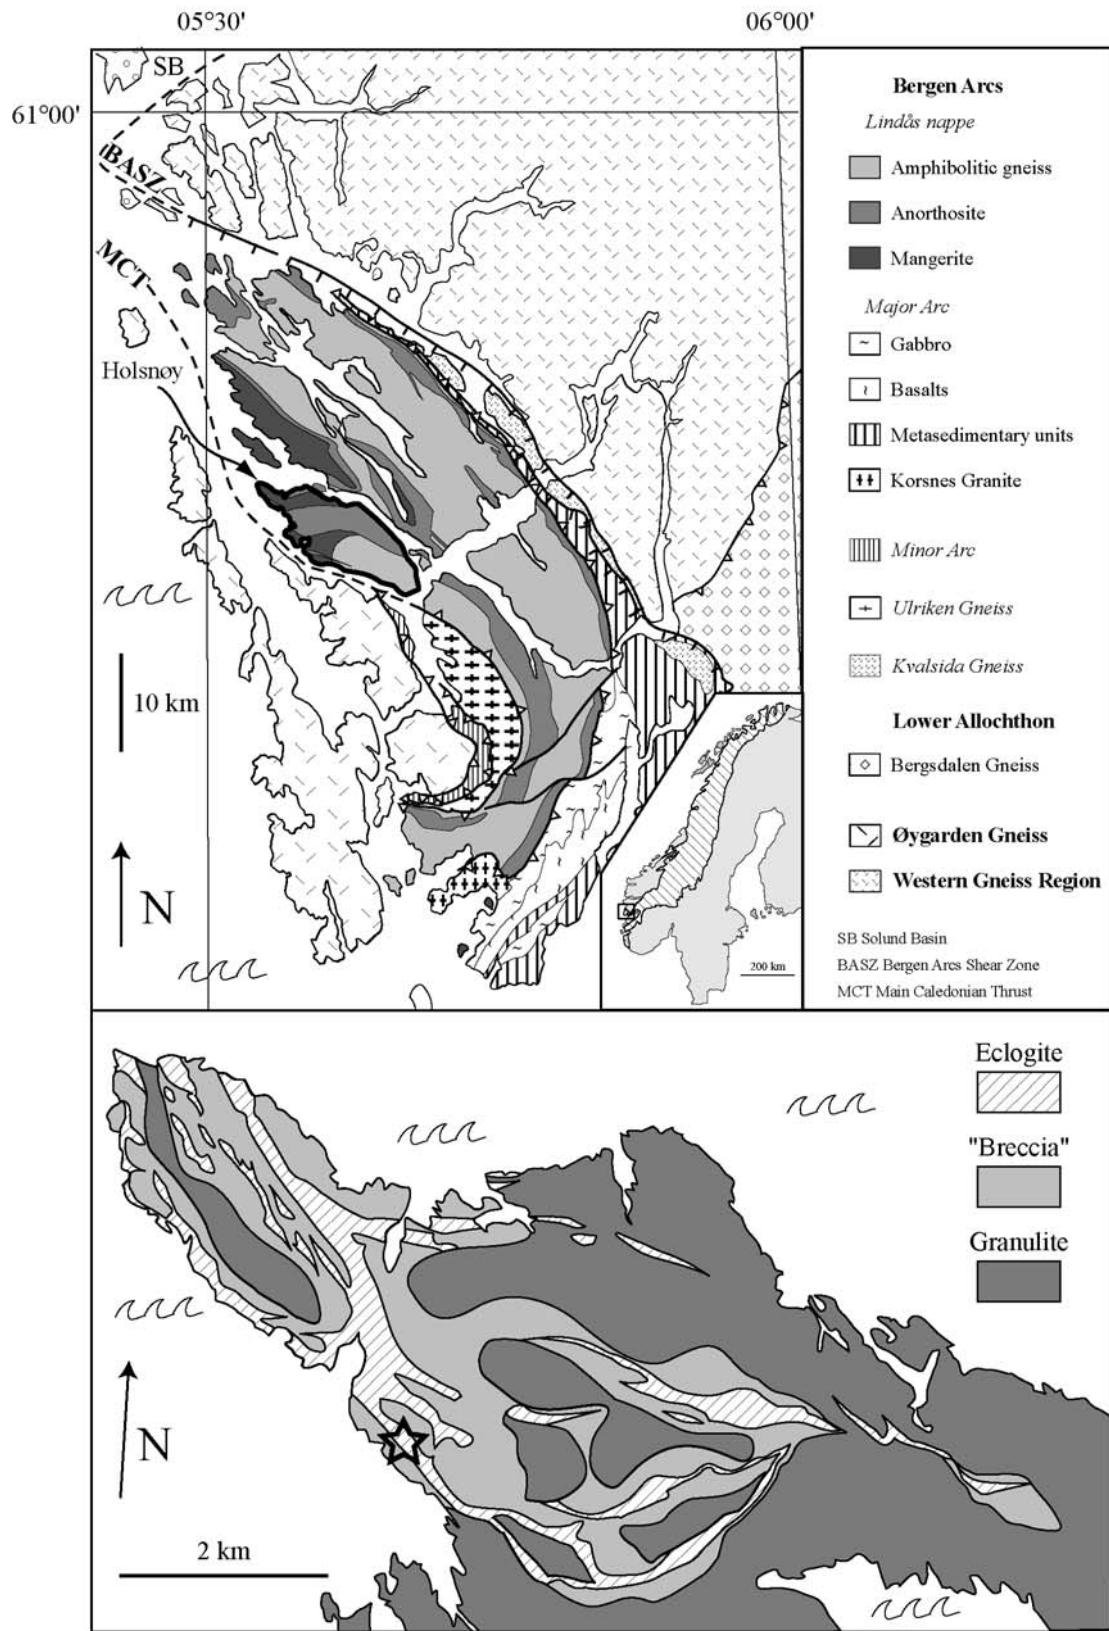 05°30'
06°00'
61°00'
SB
BASZ
MCT
Holsnøy
10 km
N
200 km
Bergen Arcs
Lindås nappe
Amphibolitic gneiss
Anorthosite
Mangerite
Major Arc
Gabbro
Basalts
Metasedimentary units
Korsnes Granite
Minor Arc
Ulriken Gneiss
Kvalsida Gneiss
Lower Allochthon
Bergsdalen Gneiss
Øygarden Gneiss
Western Gneiss Region
SB Solund Basin
BASZ Bergen Arcs Shear Zone
MCT Main Caledonian Thrust
Eclogite
"Breccia"
Granulite
N
2 km